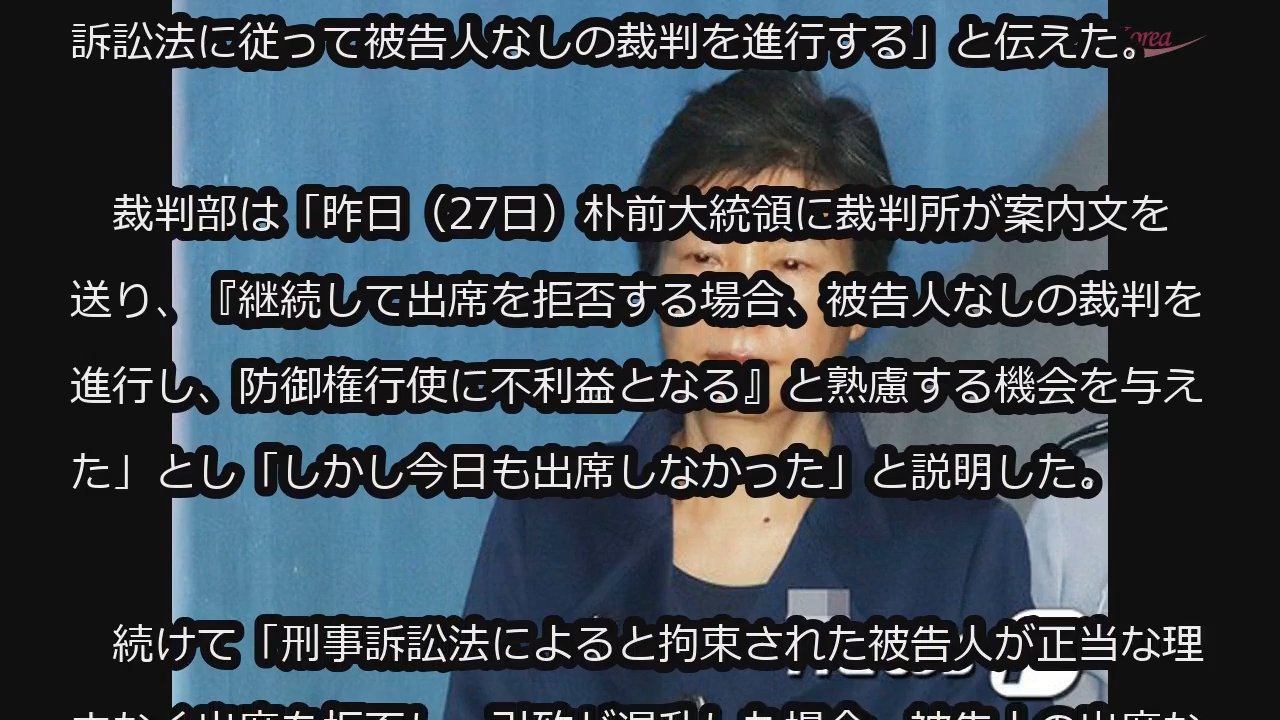 訴訟法に従って被告人なしの裁判を進行する」と伝えた。
orea
裁判部は「昨日（27日）朴前大統領に裁判所が案内文を
送り、『継続して出席を拒否する場合、被告人なしの裁判を
進行し、防御権行使に不利益となる』と熟慮する機会を与え
た」とし「しかし今日も出席しなかった」と説明した。
続けて「刑事訴訟法によると拘束された被告人が正当な理